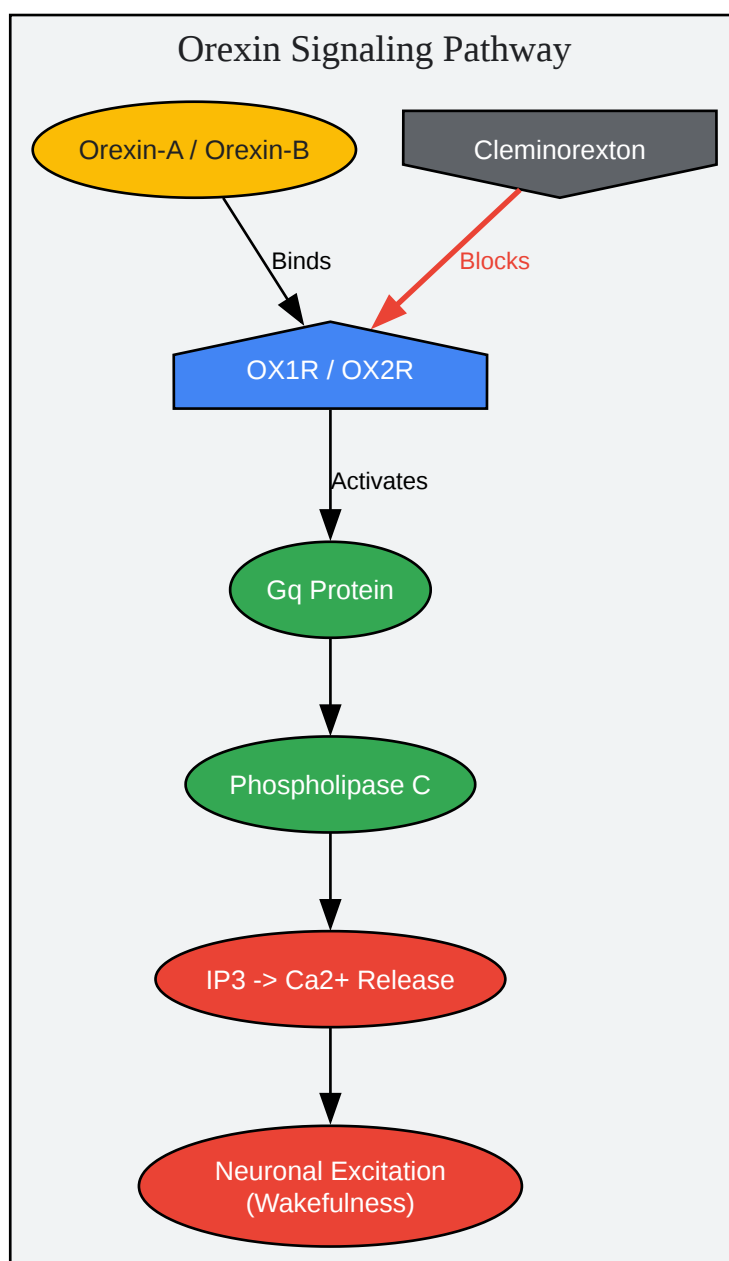 Orexin Signaling Pathway
Orexin-A / Orexin-B
Cleminorexton
Binds
Blocks
OX1R / OX2R
Activates
Gq Protein
Phospholipase C
IP3 -> Ca2+ Release
Neuronal Excitation
(Wakefulness)